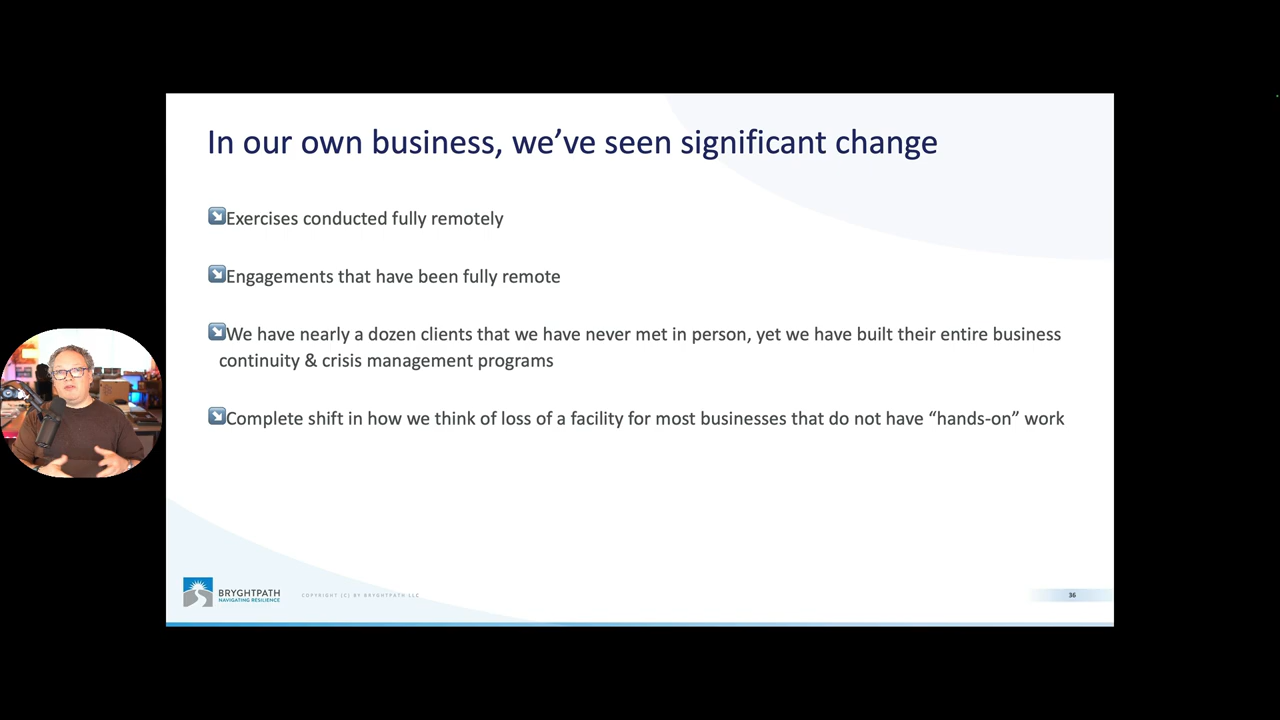 In our own business, we’ve seen significant change
Exercises conducted fully remotely
Engagements that have been fully remote
We have nearly a dozen clients that we have never met in person, yet we have built their entire business
continuity & crisis management programs
Complete shift in how we think of loss of a facility for most businesses that do not have “hands-on” work
BRYGHTPATH
NAVIGATING RESILIENCE
COPYRIGHT (C) BY BRYGHTPATH LLC
36